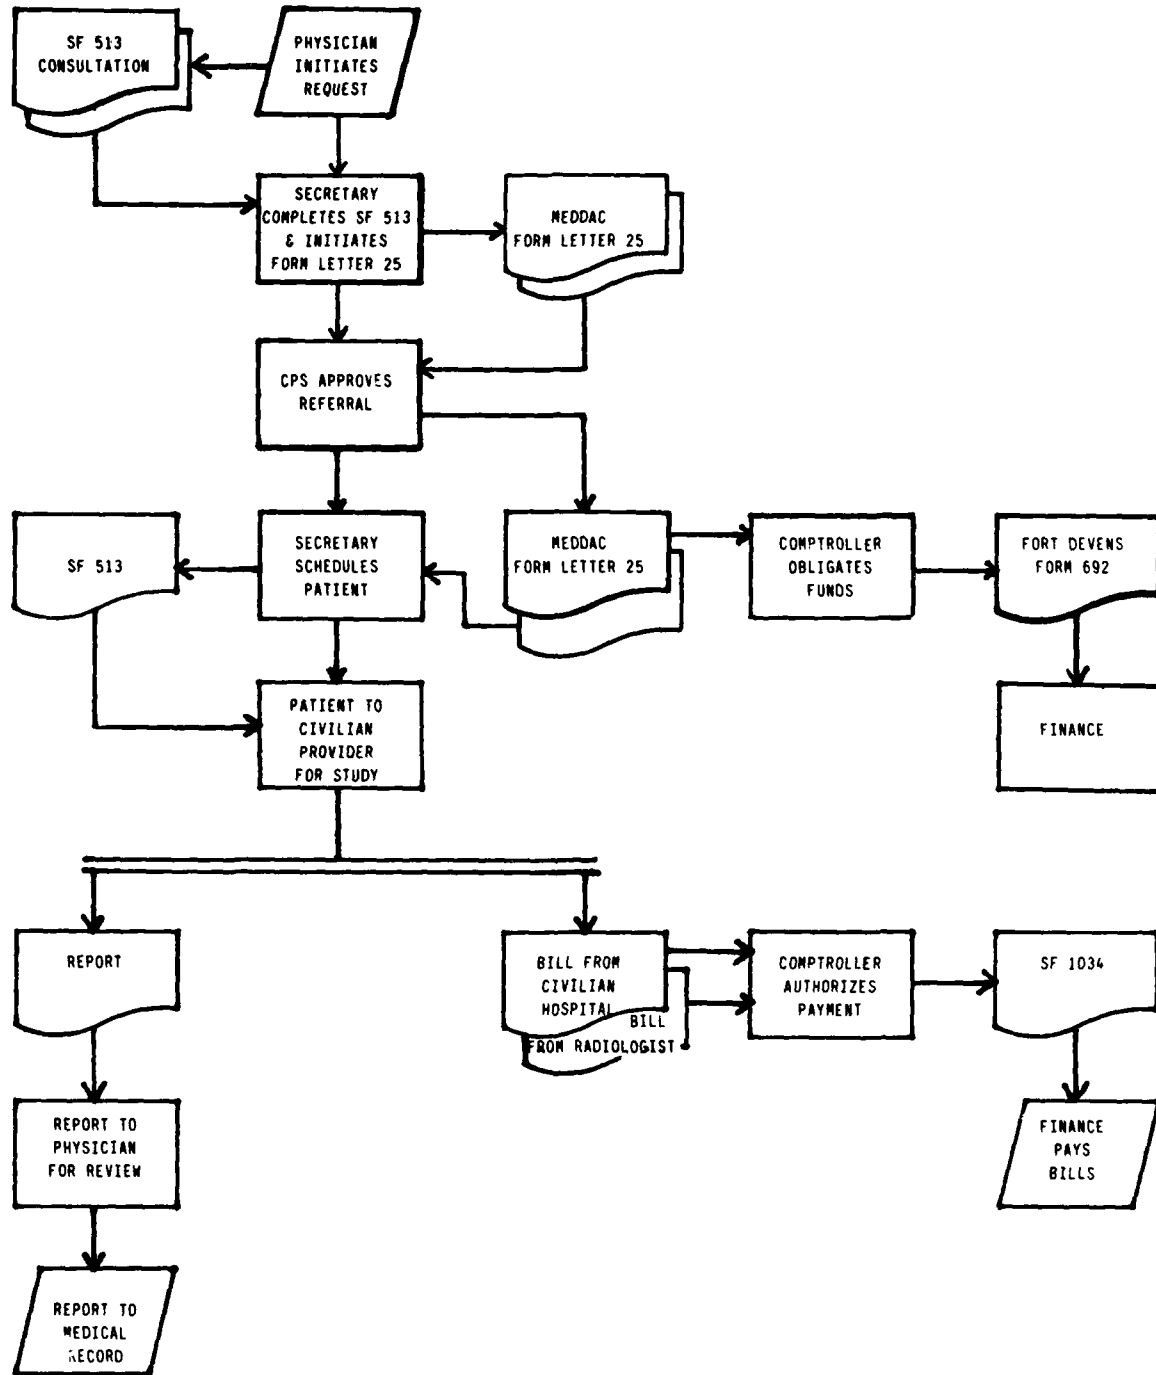 SF 513
CONSULTATION
PHYSICIAN
INITIATES
REQUEST
SECRETARY
COMPLETES SF 513
& INITIATES
FORM LETTER 25
MEDDAC
FORM LETTER 25
CPS APPROVES
REFERRAL
SF 513
SECRETARY
SCHEDULES
PATIENT
MEDDAC
FORM LETTER 25
COMPTROLLER
OBLIGATES
FUNDS
FORT DEVENS
FORM 692
PATIENT TO
CIVILIAN
PROVIDER
FOR STUDY
FINANCE
REPORT
BILL FROM
CIVILIAN
HOSPITAL
BILL
FROM RADIOLOGIST
COMPTROLLER
AUTHORIZES
PAYMENT
SF 1034
REPORT TO
PHYSICIAN
FOR REVIEW
FINANCE
PAYS
BILLS
REPORT TO
MEDICAL
RECORD